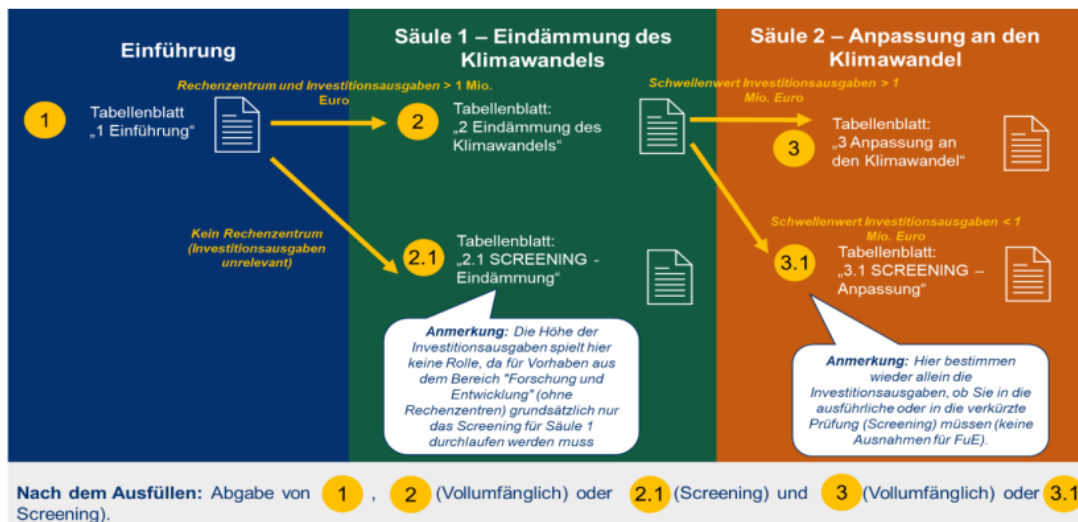 Einführung
Säule 1 – Eindämmung des
Klimawandels
Säule 2 – Anpassung an den
Klimawandel
Rechenzentrum und Investitionsausgaben > 1 Mio.
Euro
Schwellenwert Investitionsausgaben > 1
Mio. Euro
1
Tabellenblatt
„1 Einführung“
2
Tabellenblatt:
„2 Eindämmung des
Klimawandels“
3
Tabellenblatt:
„3 Anpassung an
den Klimawandel“
Kein Rechenzentrum
(Investitionsausgaben
unrelevant)
2.1
Tabellenblatt:
„2.1 SCREENING -
Eindämmung“
Schwellenwert Investitionsausgaben < 1
Mio. Euro
3.1
Tabellenblatt:
„3.1 SCREENING –
Anpassung“
Anmerkung: Die Höhe der
Investitionsausgaben spielt hier
keine Rolle, da für Vorhaben aus
dem Bereich "Forschung und
Entwicklung" (ohne
Rechenzentren) grundsätzlich nur
das Screening für Säule 1
durchlaufen werden muss
Anmerkung: Hier bestimmen
wieder allein die
Investitionsausgaben, ob Sie in die
ausführliche oder in die verkürzte
Prüfung (Screening) müssen (keine
Ausnahmen für FuE).
Nach dem Ausfüllen: Abgabe von 1 , 2 (Vollumfänglich) oder 2.1 (Screening) und 3 (Vollumfänglich) oder 3.1
Screening).